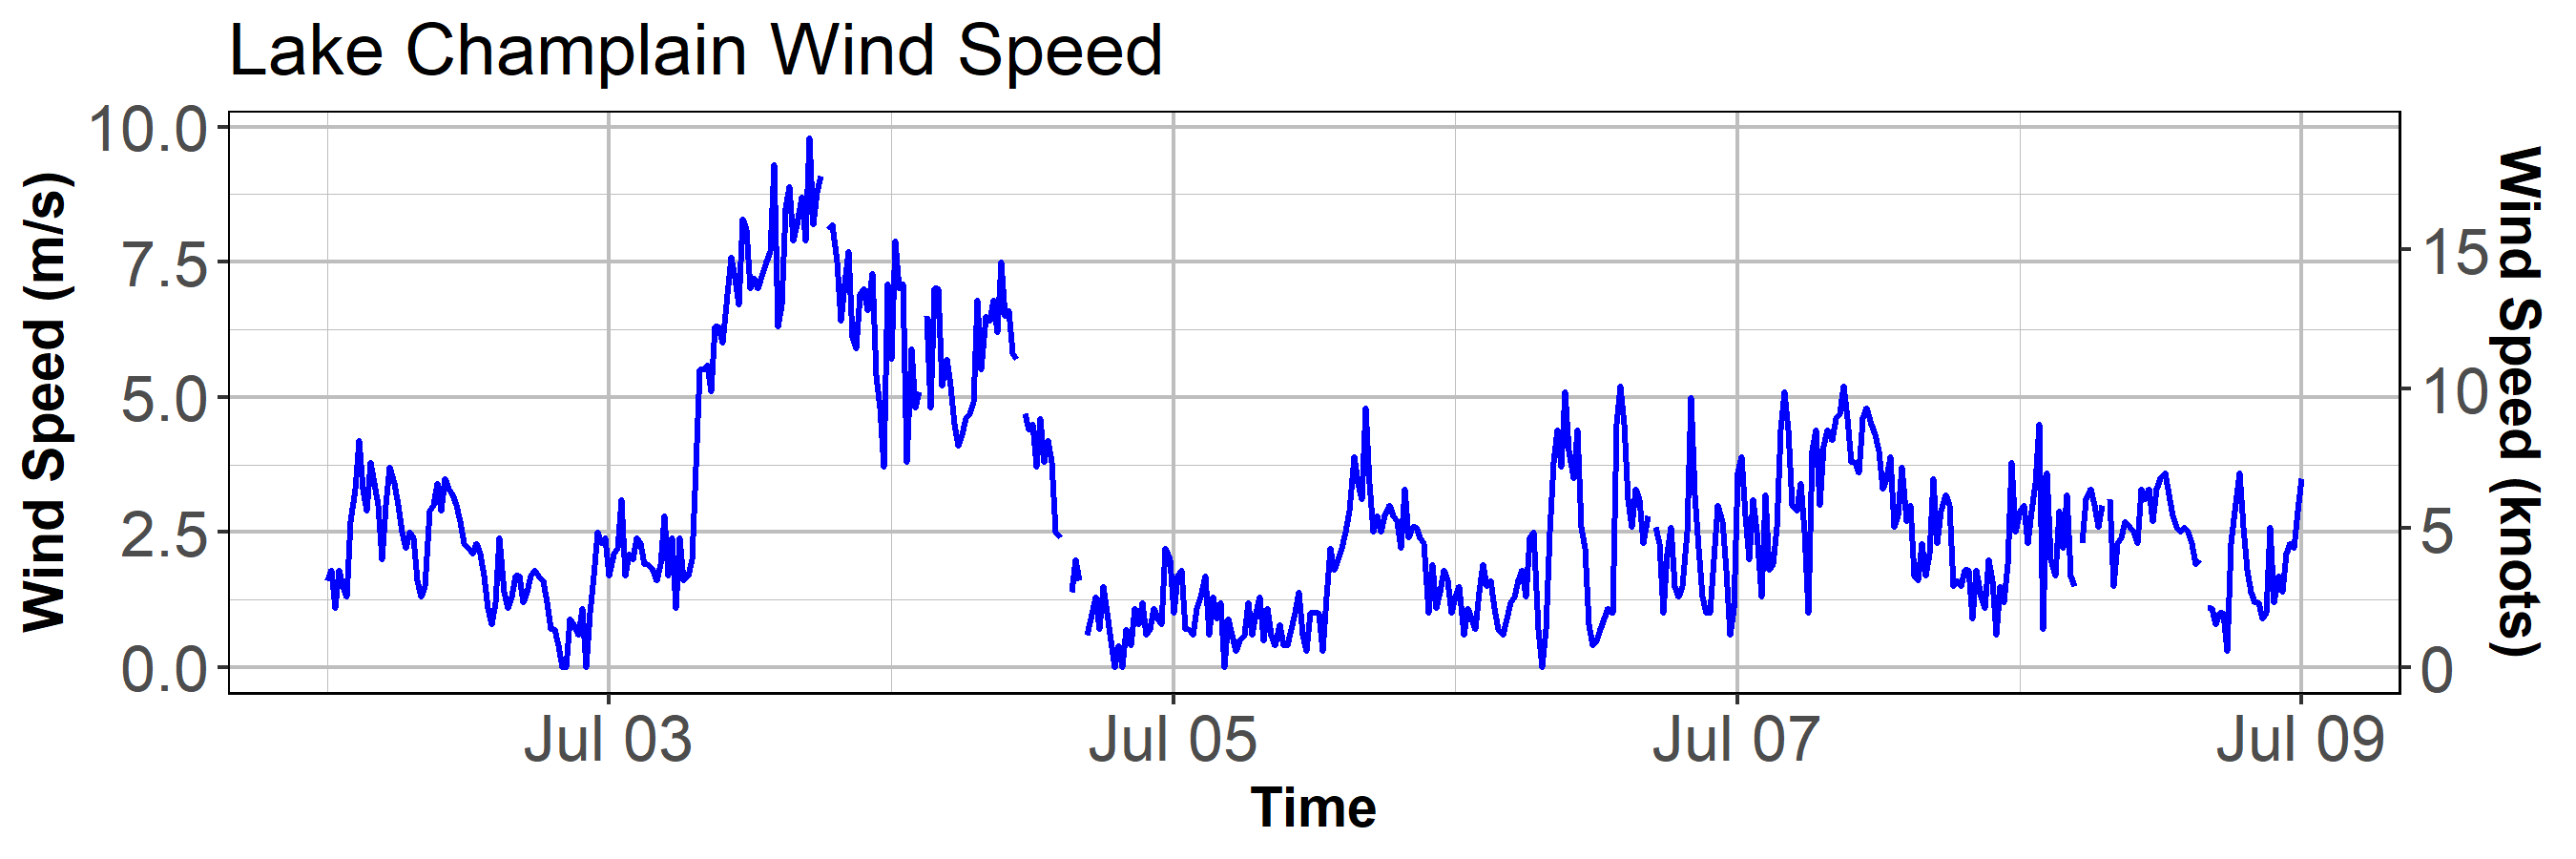 Lake Champlain Wind Speed
Wind Speed (m/s)
10.0
7.5
5.0
2.5
0.0
Wind Speed (knots)
15
10
5
0
Jul 03 Jul 05 Jul 07 Jul 09
Time